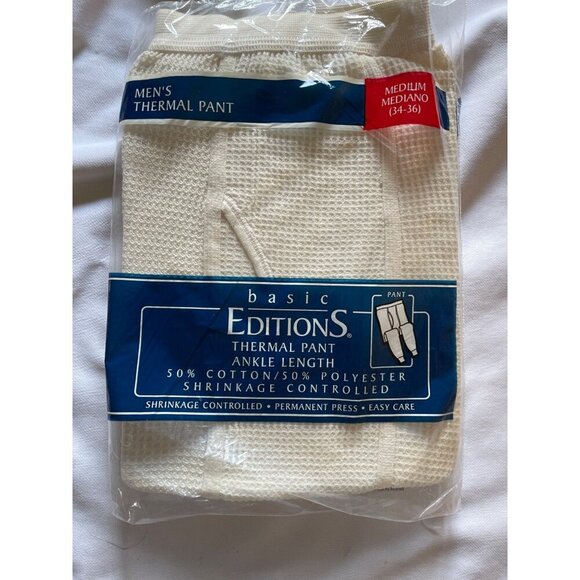 MEN'S
THERMAL PANT
MEDIUM
MEDIANO
(34-36)
basic
EDITIONS®
PANT
THERMAL PANT
ANKLE LENGTH
50% COTTON/50% POLYESTER
SHRINKAGE CONTROLLED
SHRINKAGE CONTROLLED • PERMANENT PRESS • EASY CARE